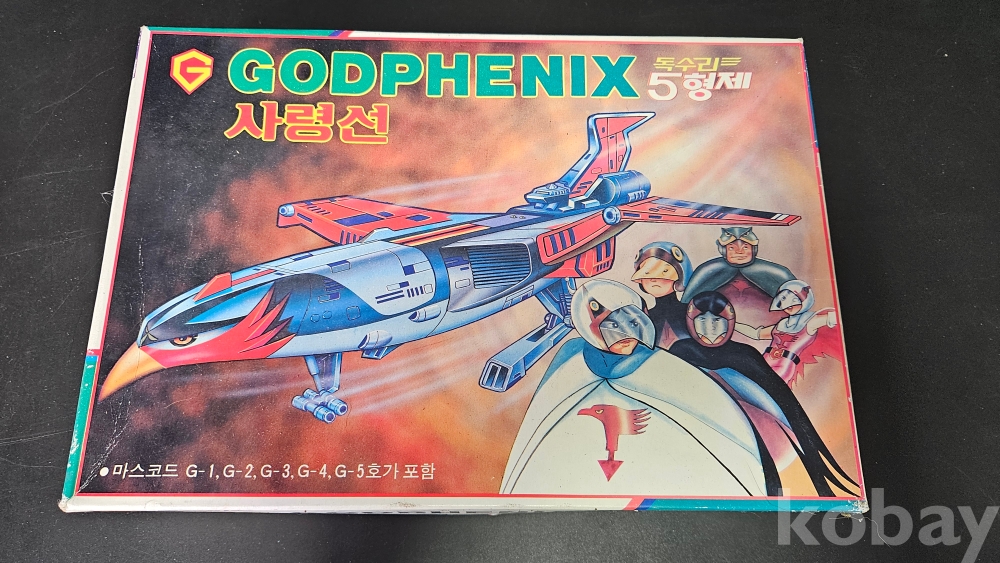 G
GODPHENIX
독수리
5형제
사령선
● 마스코드 G-1, G-2, G-3, G-4, G-5호가 포함
kobay